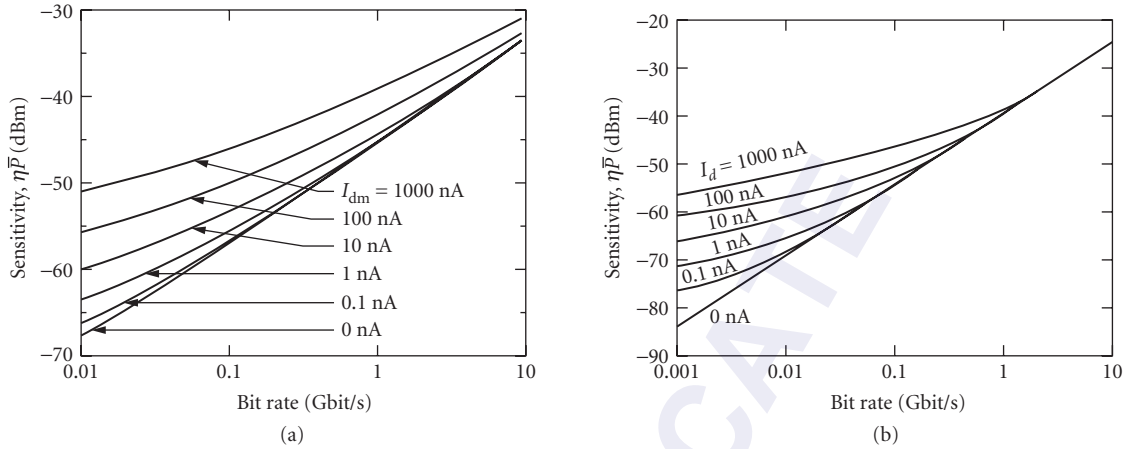 −30
−40
−50
−60
−70
Sensitivity, ηP̅ (dBm)
I_dm = 1000 nA
100 nA
10 nA
1 nA
0.1 nA
0 nA
0.01
0.1
1
10
Bit rate (Gbit/s)
(a)
−20
−30
−40
−50
−60
−70
−80
−90
Sensitivity, ηP̅ (dBm)
I_d = 1000 nA
100 nA
10 nA
1 nA
0.1 nA
0 nA
0.001
0.01
0.1
1
10
Bit rate (Gbit/s)
(b)
CATE